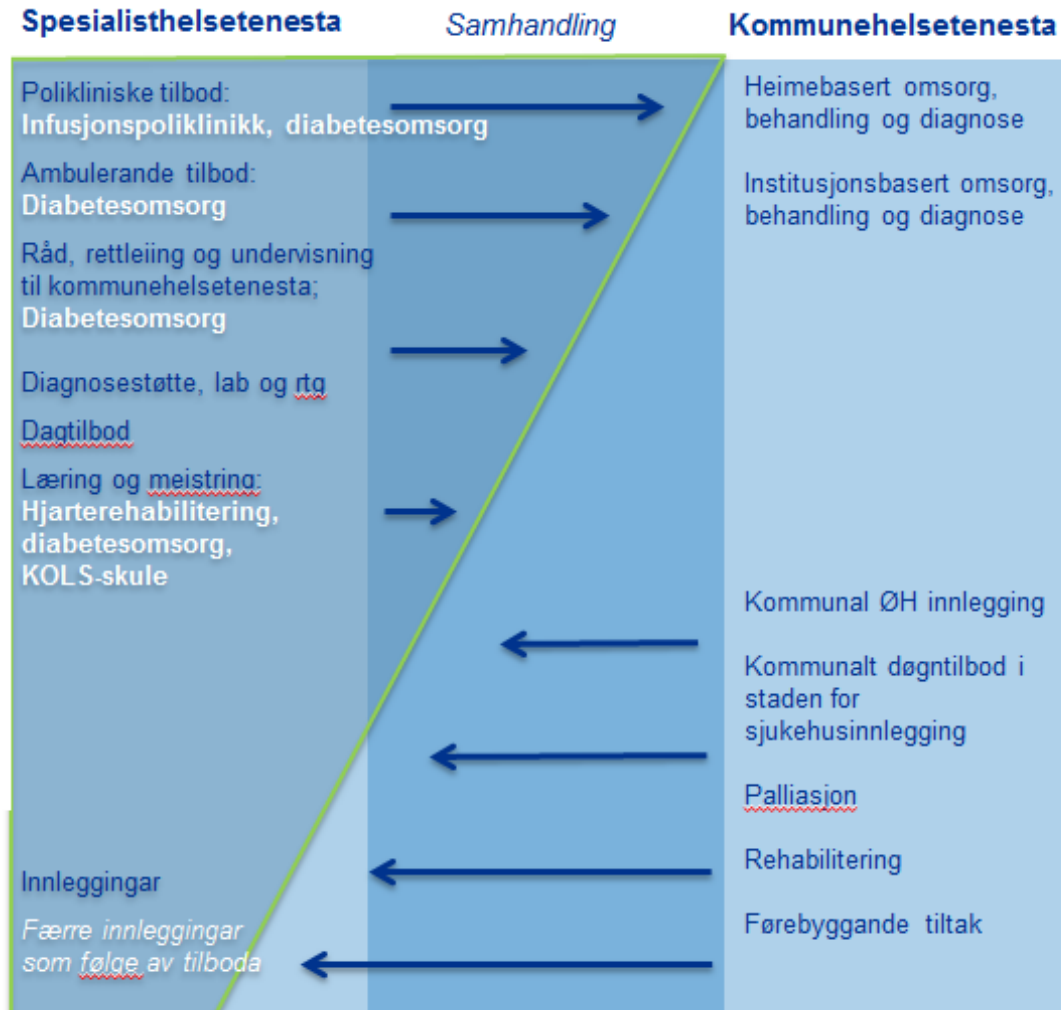 Spesialisthelsetenesta
Samhandling
Kommunehelsetenesta
Polikliniske tilbod:
Infusjonspoliklinikk, diabetesomsorg
Ambulerande tilbod:
Diabetesomsorg
Råd, rettleiing og undervisning
til kommunehelsetenesta;
Diabetesomsorg
Diagnosestøtte, lab og rtg
Dagtilbod
Læring og meistring:
Hjarterehabilitering,
diabetesomsorg,
KOLS-skule
Innleggingar
Færre innleggingar
som følge av tilboda
Heimebasert omsorg,
behandling og diagnose
Institusjonsbasert omsorg,
behandling og diagnose
Kommunal ØH innlegging
Kommunalt døgntilbod i
staden for
sjukehusinnlegging
Palliasjon
Rehabilitering
Førebyggande tiltak